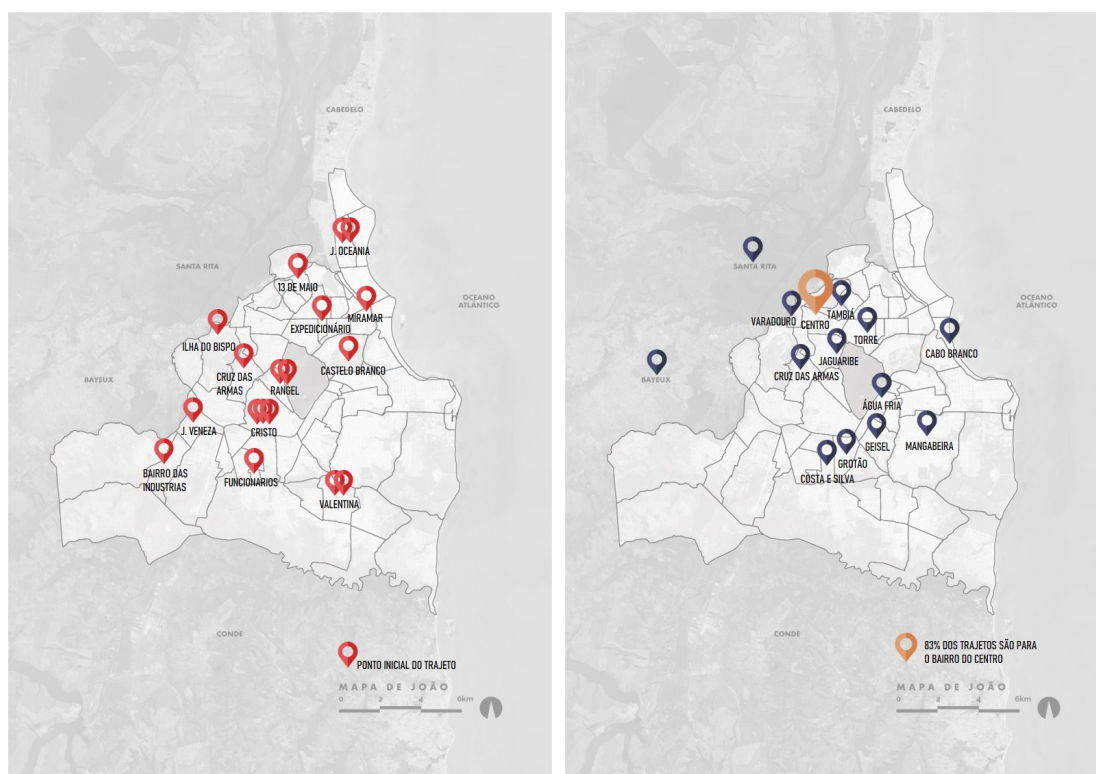 CABEDELO
J. OCEANIA
SANTA RITA
13 DE MAIO
OCEANO
ATLÂNTICO
MIRAMAR
EXPEDICIONÁRIO
ILHA DO BISPO
CASTELO BRANCO
CRUZ DAS
ARMAS
BAYEUX
RANGEL
J. VENEZA
CRISTO
BAIRRO DAS
INDUSTRIAS
FUNCIONARIOS
VALENTINA
CONDE
PONTO INICIAL DO TRAJETO
MAPA DE JOÃO
0 2 4 6km
CABEDELO
SANTA RITA
OCEANO
ATLÂNTICO
TAMBIÁ
VARADOURO
CENTRO
TORRE
CABO BRANCO
JAGUARIBE
CRUZ DAS ARMAS
BAYEUX
ÁGUA FRIA
GEISEL
MANGABEIRA
GROTÃO
COSTA E SILVA
CONDE
83% DOS TRAJETOS SÃO PARA
O BAIRRO DO CENTRO
MAPA DE JOÃO
0 2 4 6km